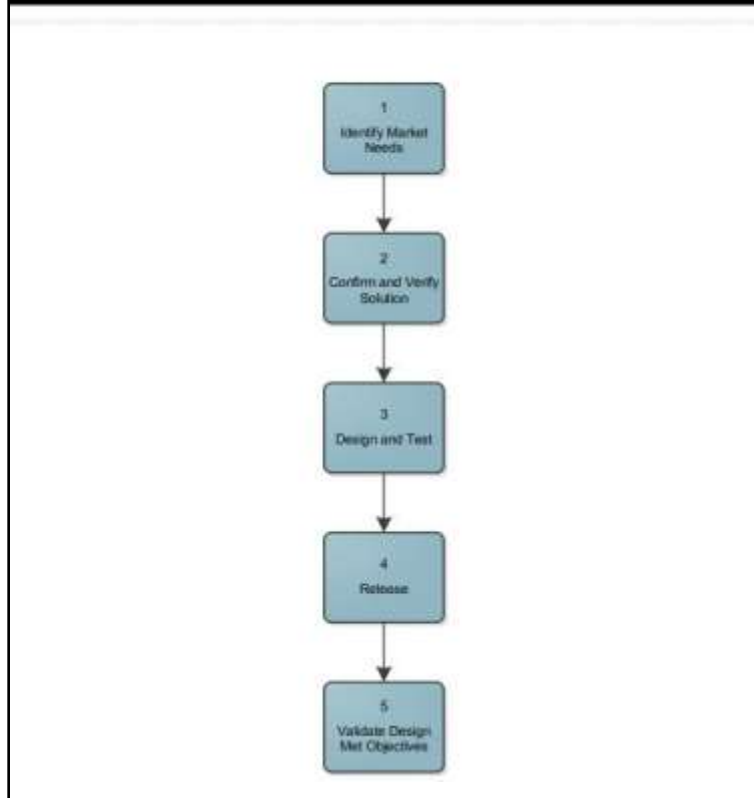 1
Identify Market
Needs
2
Confirm and Verify
Solution
3
Design and Test
4
Release
5
Validate Design
Met Objectives